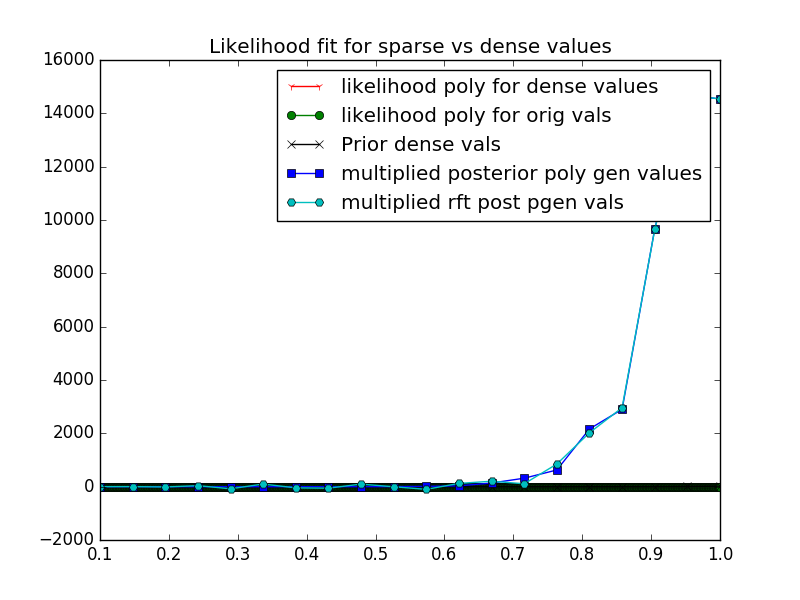 Likelihood fit for sparse vs dense values
16000
14000
12000
10000
8000
6000
4000
2000
0
−2000
likelihood poly for dense values
likelihood poly for orig vals
Prior dense vals
multiplied posterior poly gen values
multiplied rft post pgen vals
0.1 0.2 0.3 0.4 0.5 0.6 0.7 0.8 0.9 1.0